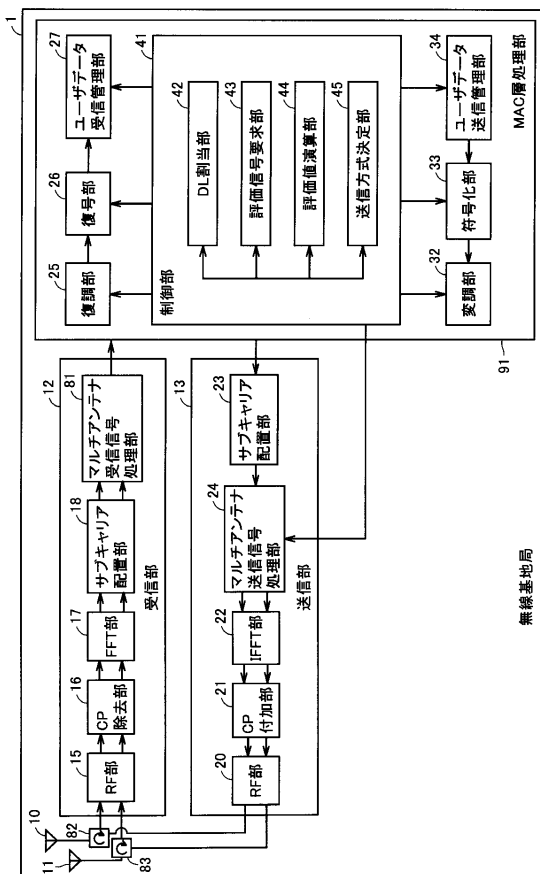 1
10
11
82
83
12
15
RF部
16
CP
除去部
17
FFT部
18
サブキャリア
配置部
81
マルチアンテナ
受信信号
処理部
受信部
13
20
RF部
21
CP
付加部
22
IFFT部
24
マルチアンテナ
送信信号
処理部
23
サブキャリア
配置部
送信部
25
復調部
26
復号部
27
ユーザデータ
受信管理部
41
制御部
42
DL割当部
43
評価信号要求部
44
評価値演算部
45
送信方式決定部
32
変調部
33
符号化部
34
ユーザデータ
送信管理部
MAC層処理部
91
無線基地局